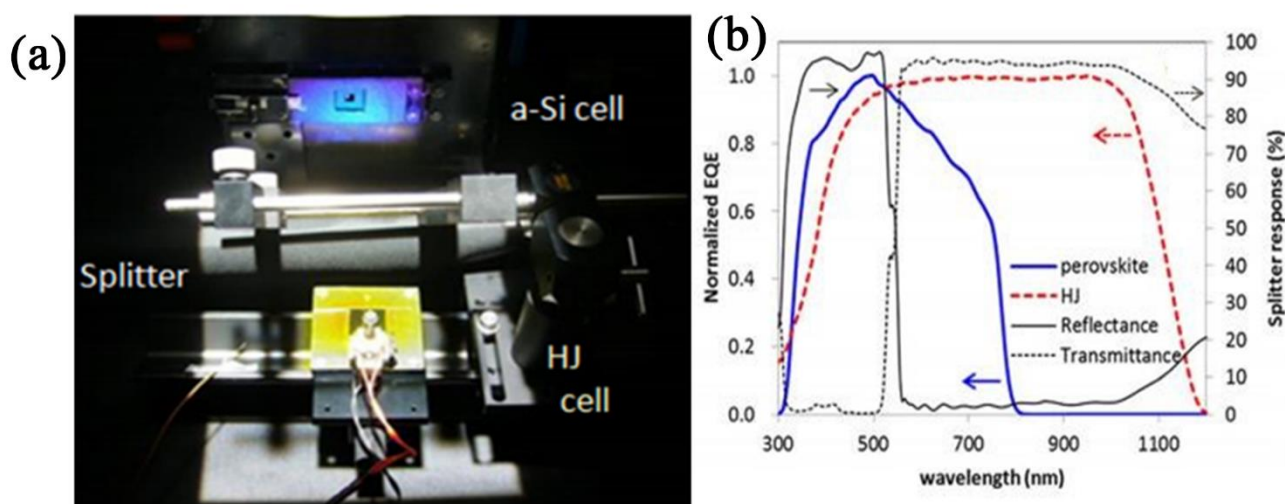 (a)
a-Si cell
Splitter
HJ
cell
(b)
Normalized EQE
1.0
0.8
0.6
0.4
0.2
0.0
100
90
80
70
60
50
40
30
20
10
0
Splitter response (%)
perovskite
HJ
Reflectance
Transmittance
300
500
700
900
1100
wavelength (nm)